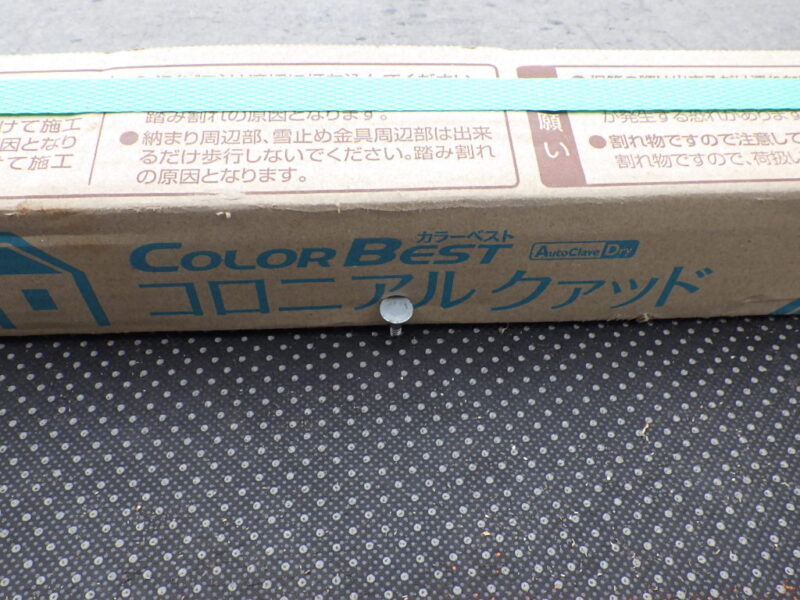 踏み割れの原因となります。
けて施工
因となり
けて施工
●納まり周辺部、雪止め金具周辺部は出来
るだけ歩行しないでください。踏み割れ
の原因となります。
願い
が発生する恐れがあります
●割れ物ですので注意して
割れ物ですので、荷扱い
カラーベスト
COLOR BEST
AutoClave Dry
コロニアルクァッド